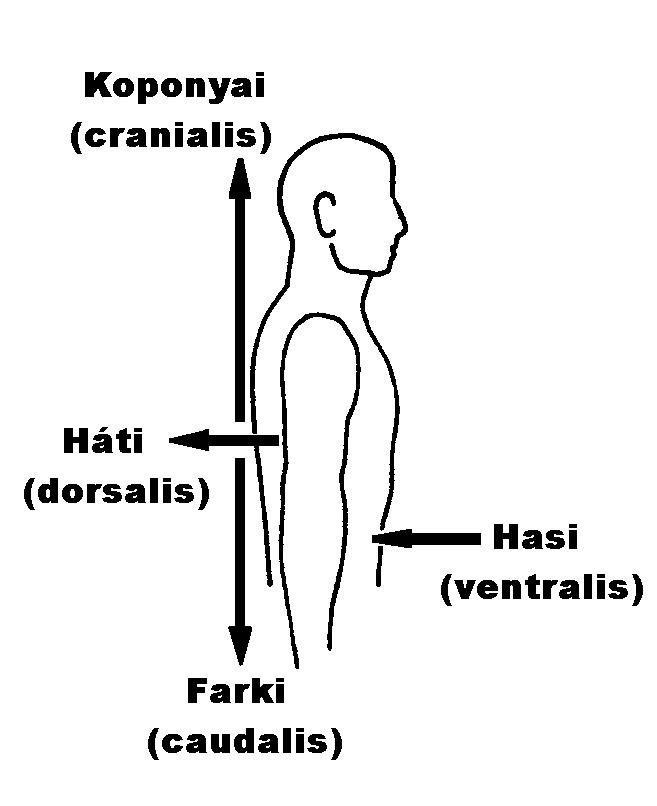 Koponyai
(cranialis)
Háti
(dorsalis)
Hasi
(ventralis)
Farki
(caudalis)